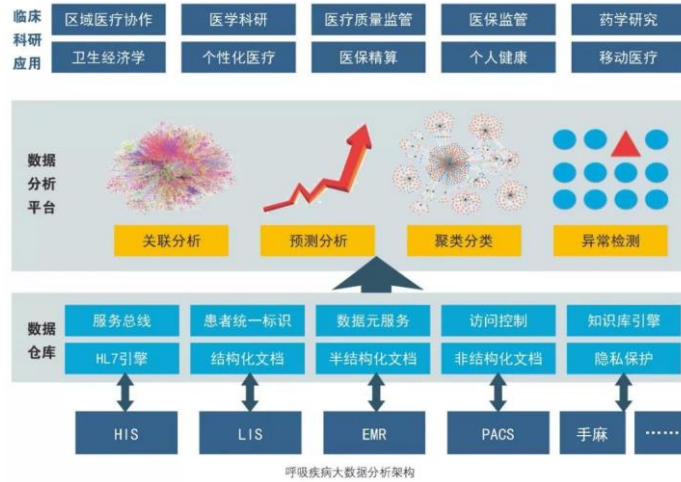 临床
科研
应用
区域医疗协作 医学科研 医疗质量监管 医保监管 药学研究
卫生经济学 个性化医疗 医保精算 个人健康 移动医疗
数据
分析
平台
关联分析 预测分析 聚类分类 异常检测
数据
仓库
服务总线 患者统一标识 数据元服务 访问控制 知识库引擎
HL7引擎 结构化文档 半结构化文档 非结构化文档 隐私保护
HIS LIS EMR PACS 手麻 ……
呼吸疾病大数据分析架构